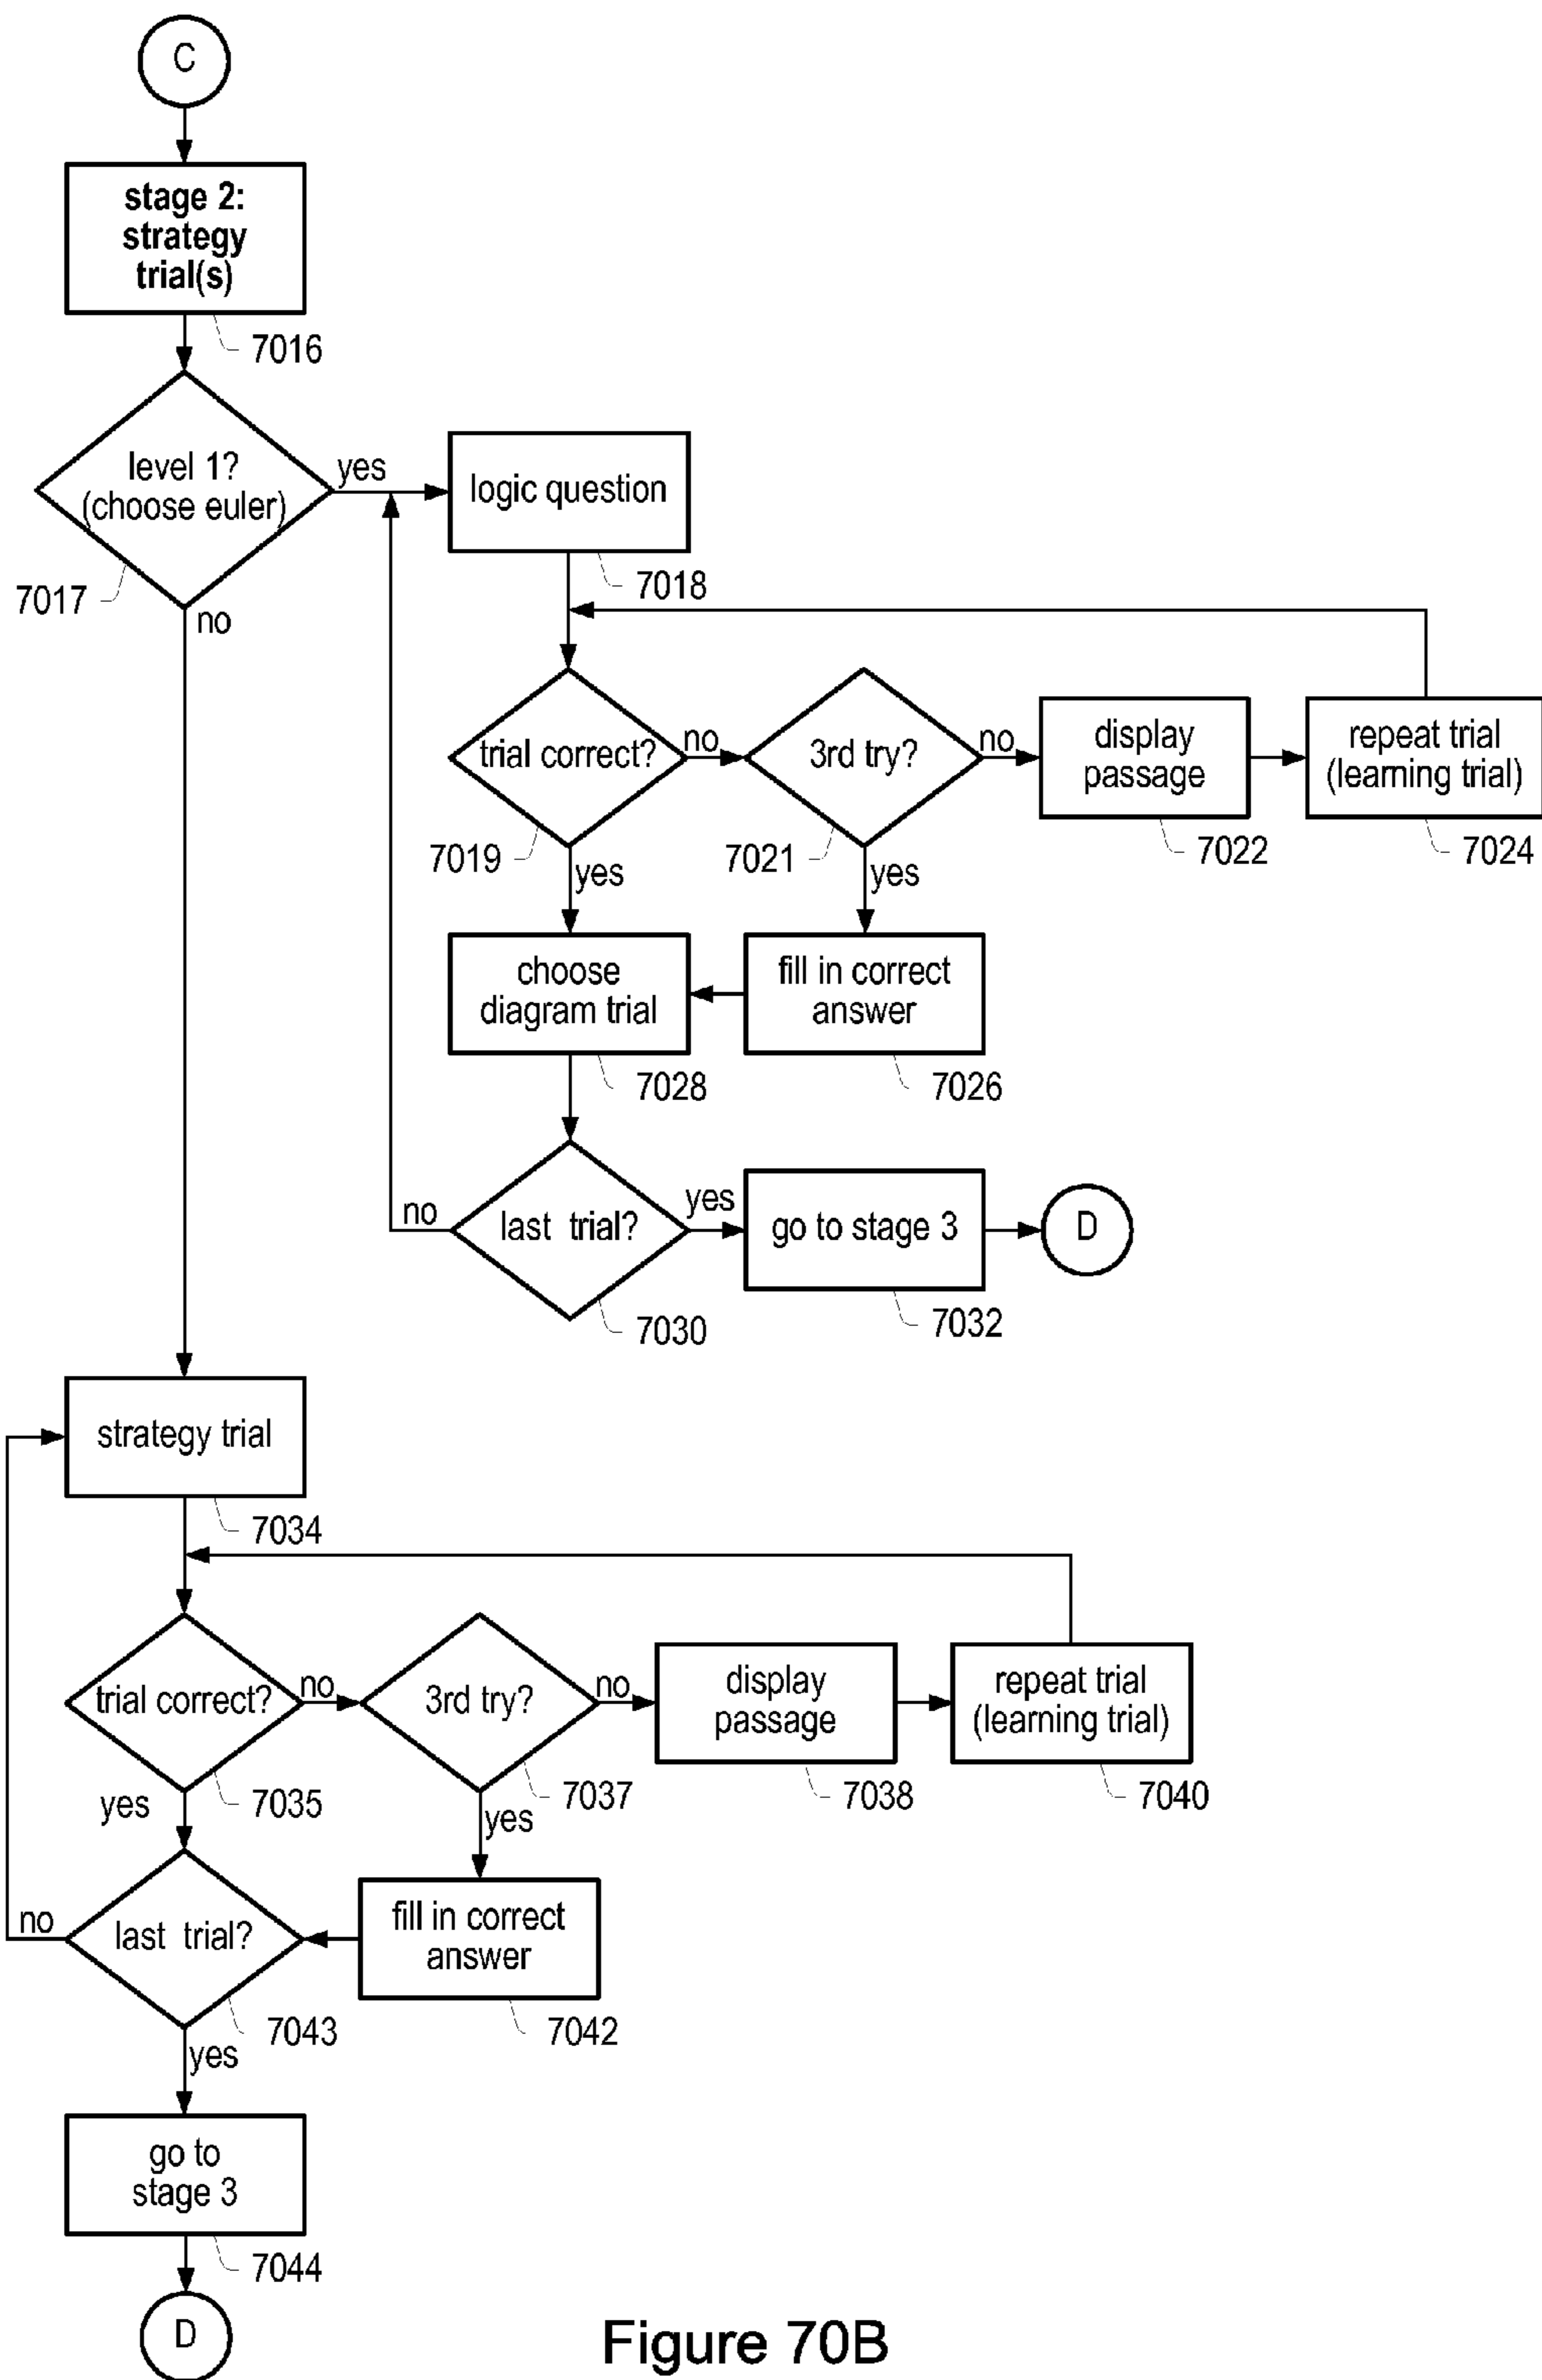 C
stage 2:
strategy
trial(s)
7016
level 1?
(choose euler)
yes
7017
no
logic question
7018
trial correct?
no
3rd try?
no
display
passage
repeat trial
(learning trial)
7019
yes
7021
yes
7022
7024
choose
diagram trial
fill in correct
answer
7028
7026
last trial?
no
yes
go to stage 3
D
7030
7032
strategy trial
7034
trial correct?
no
3rd try?
no
display
passage
repeat trial
(learning trial)
yes
7035
7037
yes
7038
7040
last trial?
no
fill in correct
answer
7043
7042
yes
go to
stage 3
7044
D
Figure 70B